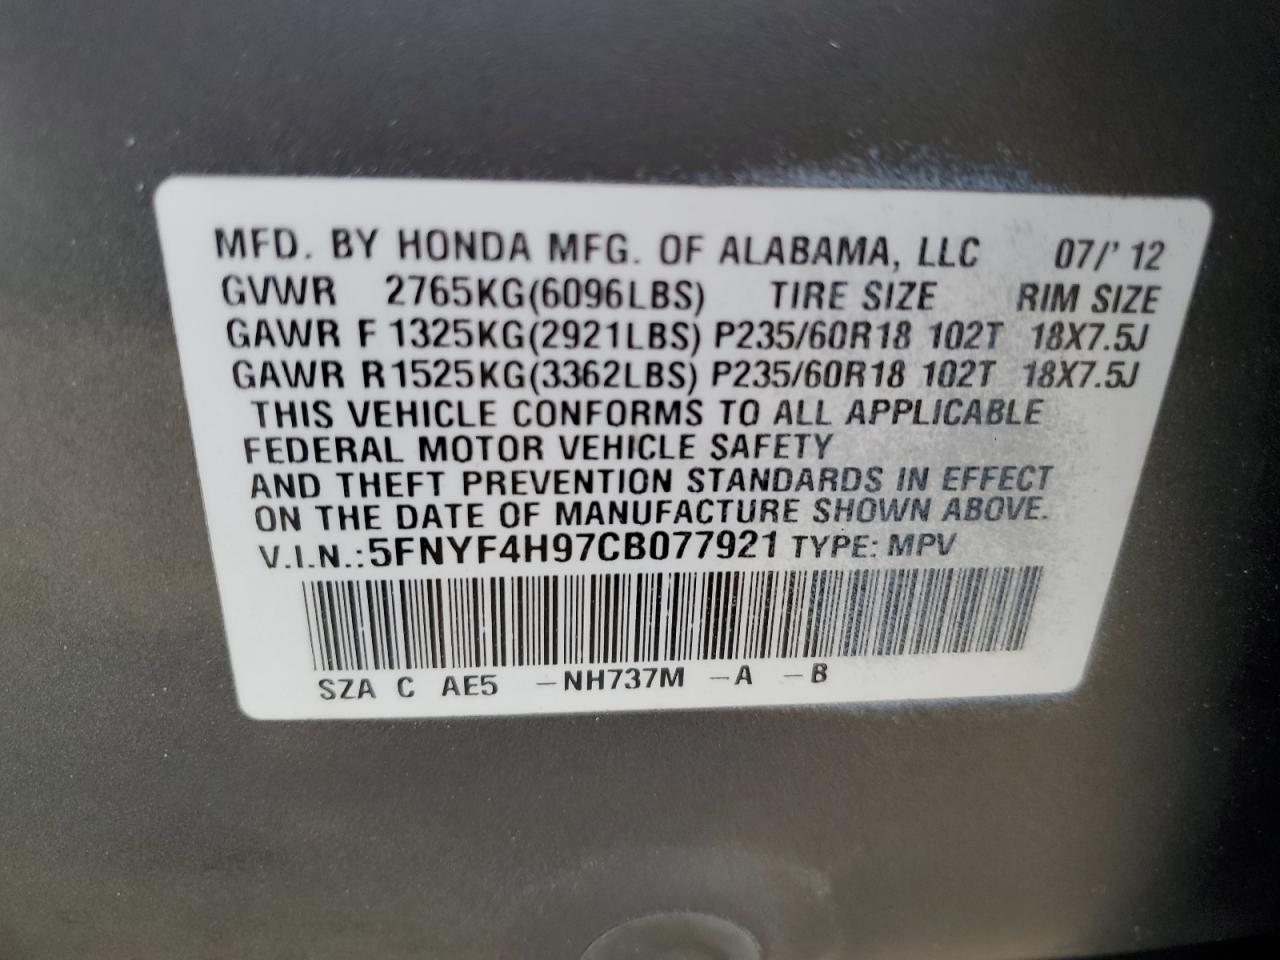 MFD. BY HONDA MFG. OF ALABAMA, LLC 07/' 12
GVWR 2765KG(6096LBS) TIRE SIZE RIM SIZE
GAWR F 1325KG(2921LBS) P235/60R18 102T 18X7.5J
GAWR R 1525KG(3362LBS) P235/60R18 102T 18X7.5J
THIS VEHICLE CONFORMS TO ALL APPLICABLE
FEDERAL MOTOR VEHICLE SAFETY
AND THEFT PREVENTION STANDARDS IN EFFECT
ON THE DATE OF MANUFACTURE SHOWN ABOVE.
V.I.N.: 5FNYF4H97CB077921 TYPE: MPV
SZA C AE5 -NH737M -A -B